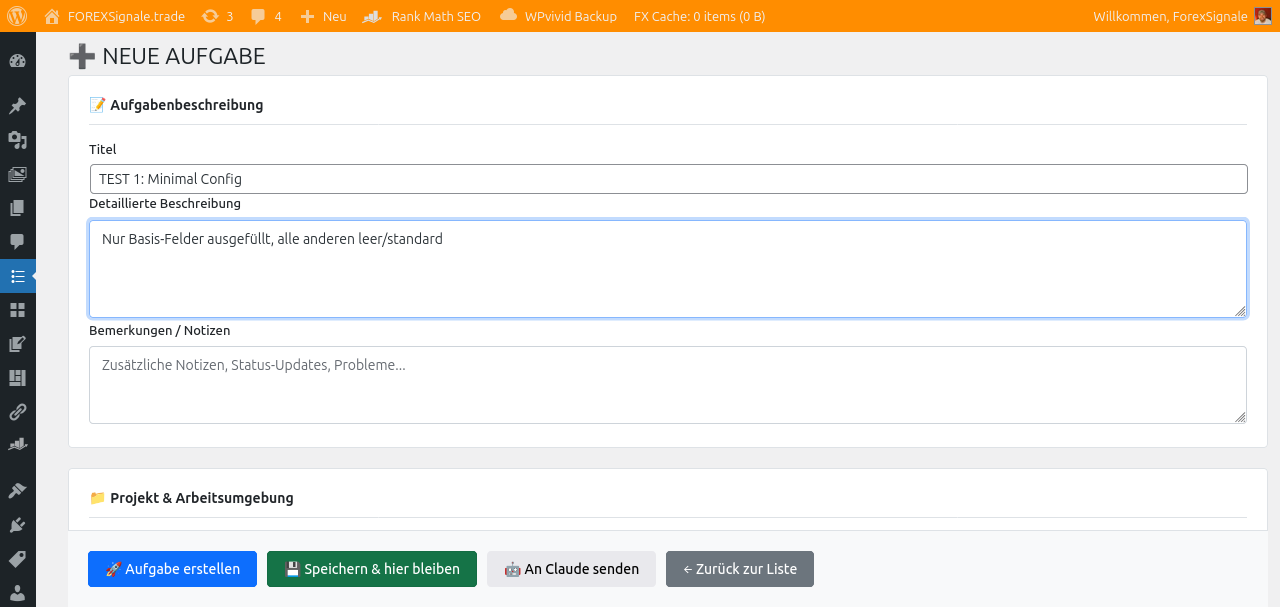 FOREXSignale.trade 3 4 Neu Rank Math SEO WPvivid Backup FX Cache: 0 items (0 B) Willkommen, ForexSignale
➕ NEUE AUFGABE
📝 Aufgabenbeschreibung
Titel
TEST 1: Minimal Config
Detaillierte Beschreibung
Nur Basis-Felder ausgefüllt, alle anderen leer/standard
Bemerkungen / Notizen
Zusätzliche Notizen, Status-Updates, Probleme...
📁 Projekt & Arbeitsumgebung
🚀 Aufgabe erstellen 💾 Speichern & hier bleiben 🤖 An Claude senden ← Zurück zur Liste